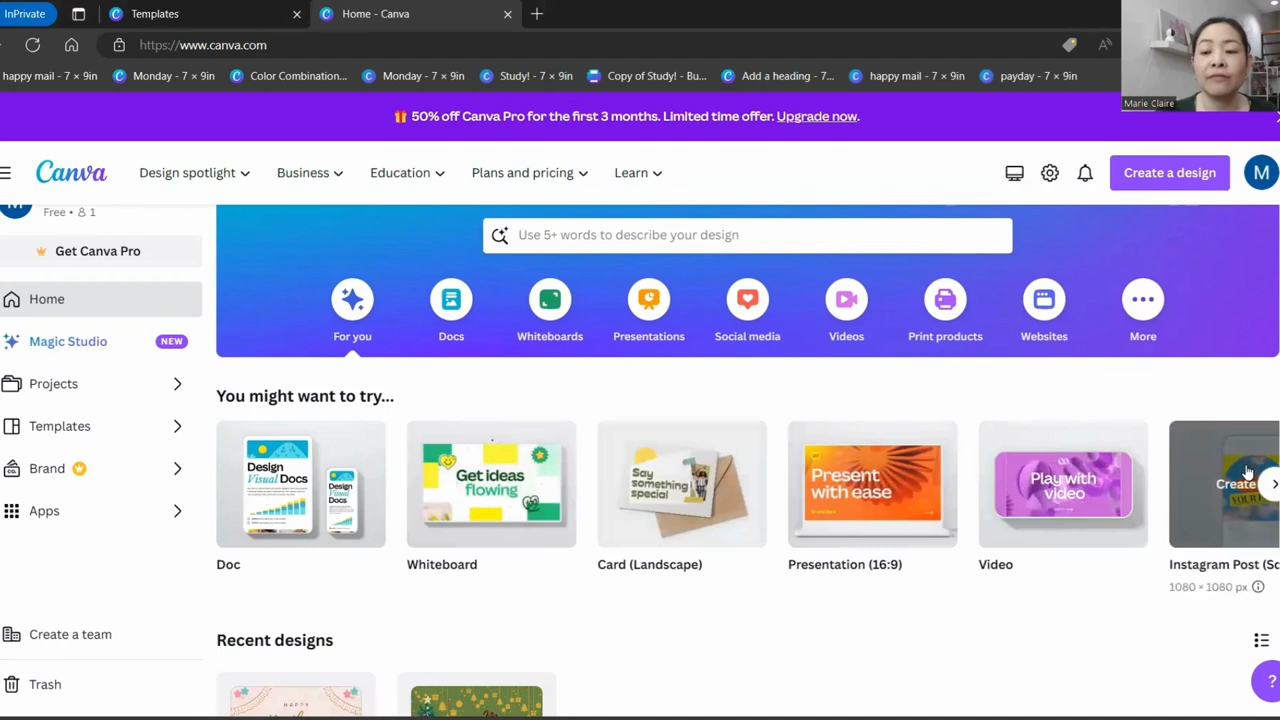 InPrivate
Templates
Home - Canva
https://www.canva.com
happy mail - 7 × 9in
Monday - 7 × 9in
Color Combination...
Monday - 7 × 9in
Study! - 7 × 9in
Copy of Study! - Bu...
Add a heading - 7...
happy mail - 7 × 9in
payday - 7 × 9in
Marie Claire
50% off Canva Pro for the first 3 months. Limited time offer. Upgrade now.
Canva
Design spotlight
Business
Education
Plans and pricing
Learn
Create a design
M
M
Free • 1
Get Canva Pro
Home
Magic Studio
NEW
Projects
Templates
Brand
Apps
Create a team
Trash
Use 5+ words to describe your design
For you
Docs
Whiteboards
Presentations
Social media
Videos
Print products
Websites
More
You might want to try...
Design
Visual Docs
Design
Visual Docs
Get ideas
flowing
Say
something
special
Present
with ease
Play with
video
Create
Doc
Whiteboard
Card (Landscape)
Presentation (16:9)
Video
Instagram Post (Sc
1080 × 1080 px
Recent designs
HAPPY
?